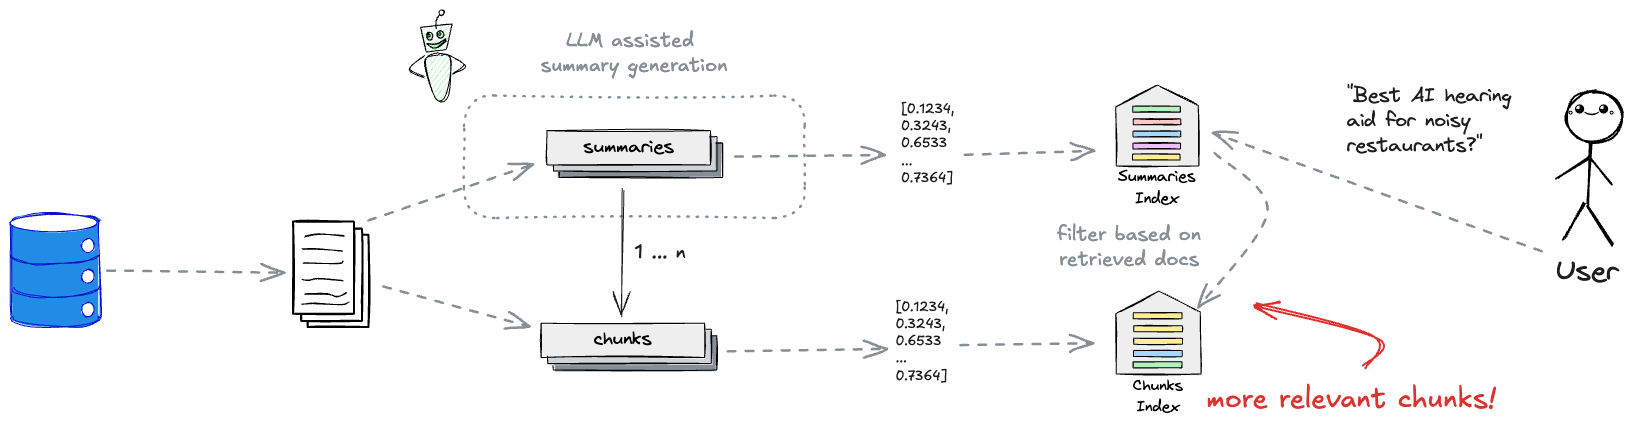 LLM assisted
summary generation
summaries
[0.1234,
0.3243,
0.6533
...
0.7364]
Summaries
Index
"Best AI hearing
aid for noisy
restaurants?"
User
1 ... n
filter based on
retrieved docs
chunks
[0.1234,
0.3243,
0.6533
...
0.7364]
Chunks
Index
more relevant chunks!